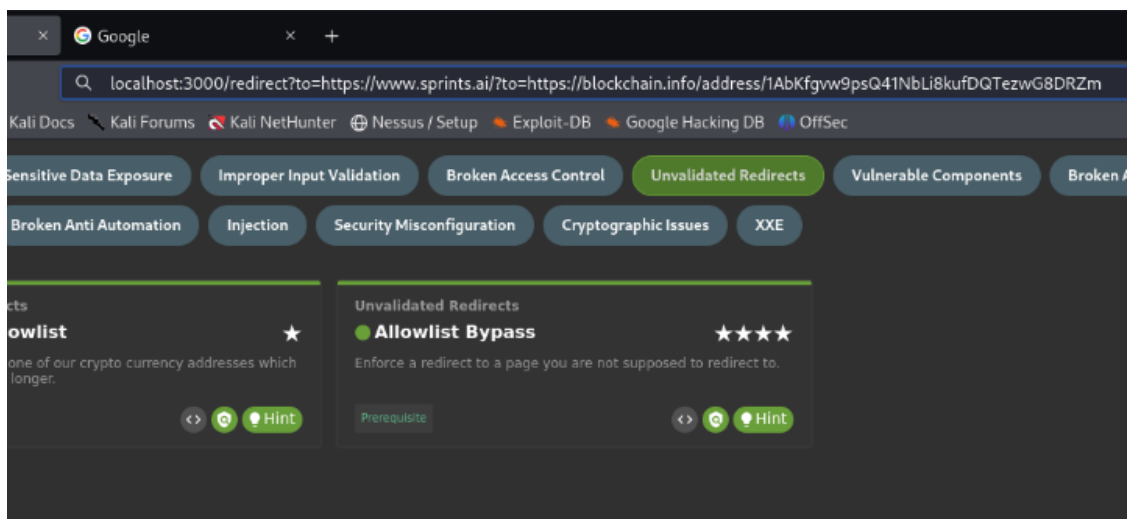 Google
localhost:3000/redirect?to=https://www.sprints.ai/?to=https://blockchain.info/address/1AbKfgvw9psQ41NbLi8kufDQTezwG8DRZm
Kali Docs Kali Forums Kali NetHunter Nessus / Setup Exploit-DB Google Hacking DB OffSec
Sensitive Data Exposure Improper Input Validation Broken Access Control Unvalidated Redirects Vulnerable Components Broken A
Broken Anti Automation Injection Security Misconfiguration Cryptographic Issues XXE
cts
owlist
one of our crypto currency addresses which
longer.
Hint
Unvalidated Redirects
Allowlist Bypass
Enforce a redirect to a page you are not supposed to redirect to.
Prerequisite
Hint